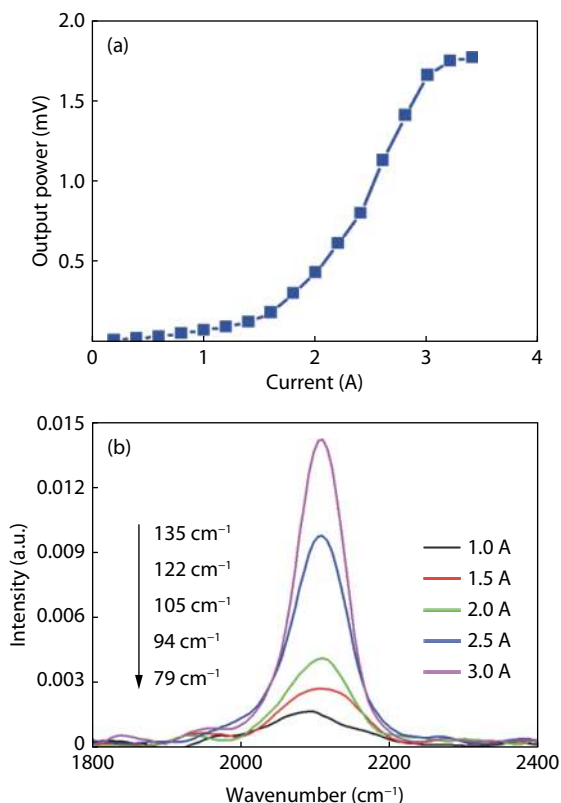 (a)
2.0
1.5
1.0
0.5
0 1 2 3 4
Output power (mV)
Current (A)
(b)
0.015
0.012
0.009
0.006
0.003
0
1800 2000 2200 2400
Intensity (a.u.)
Wavenumber (cm⁻¹)
135 cm⁻¹
122 cm⁻¹
105 cm⁻¹
94 cm⁻¹
79 cm⁻¹
1.0 A
1.5 A
2.0 A
2.5 A
3.0 A